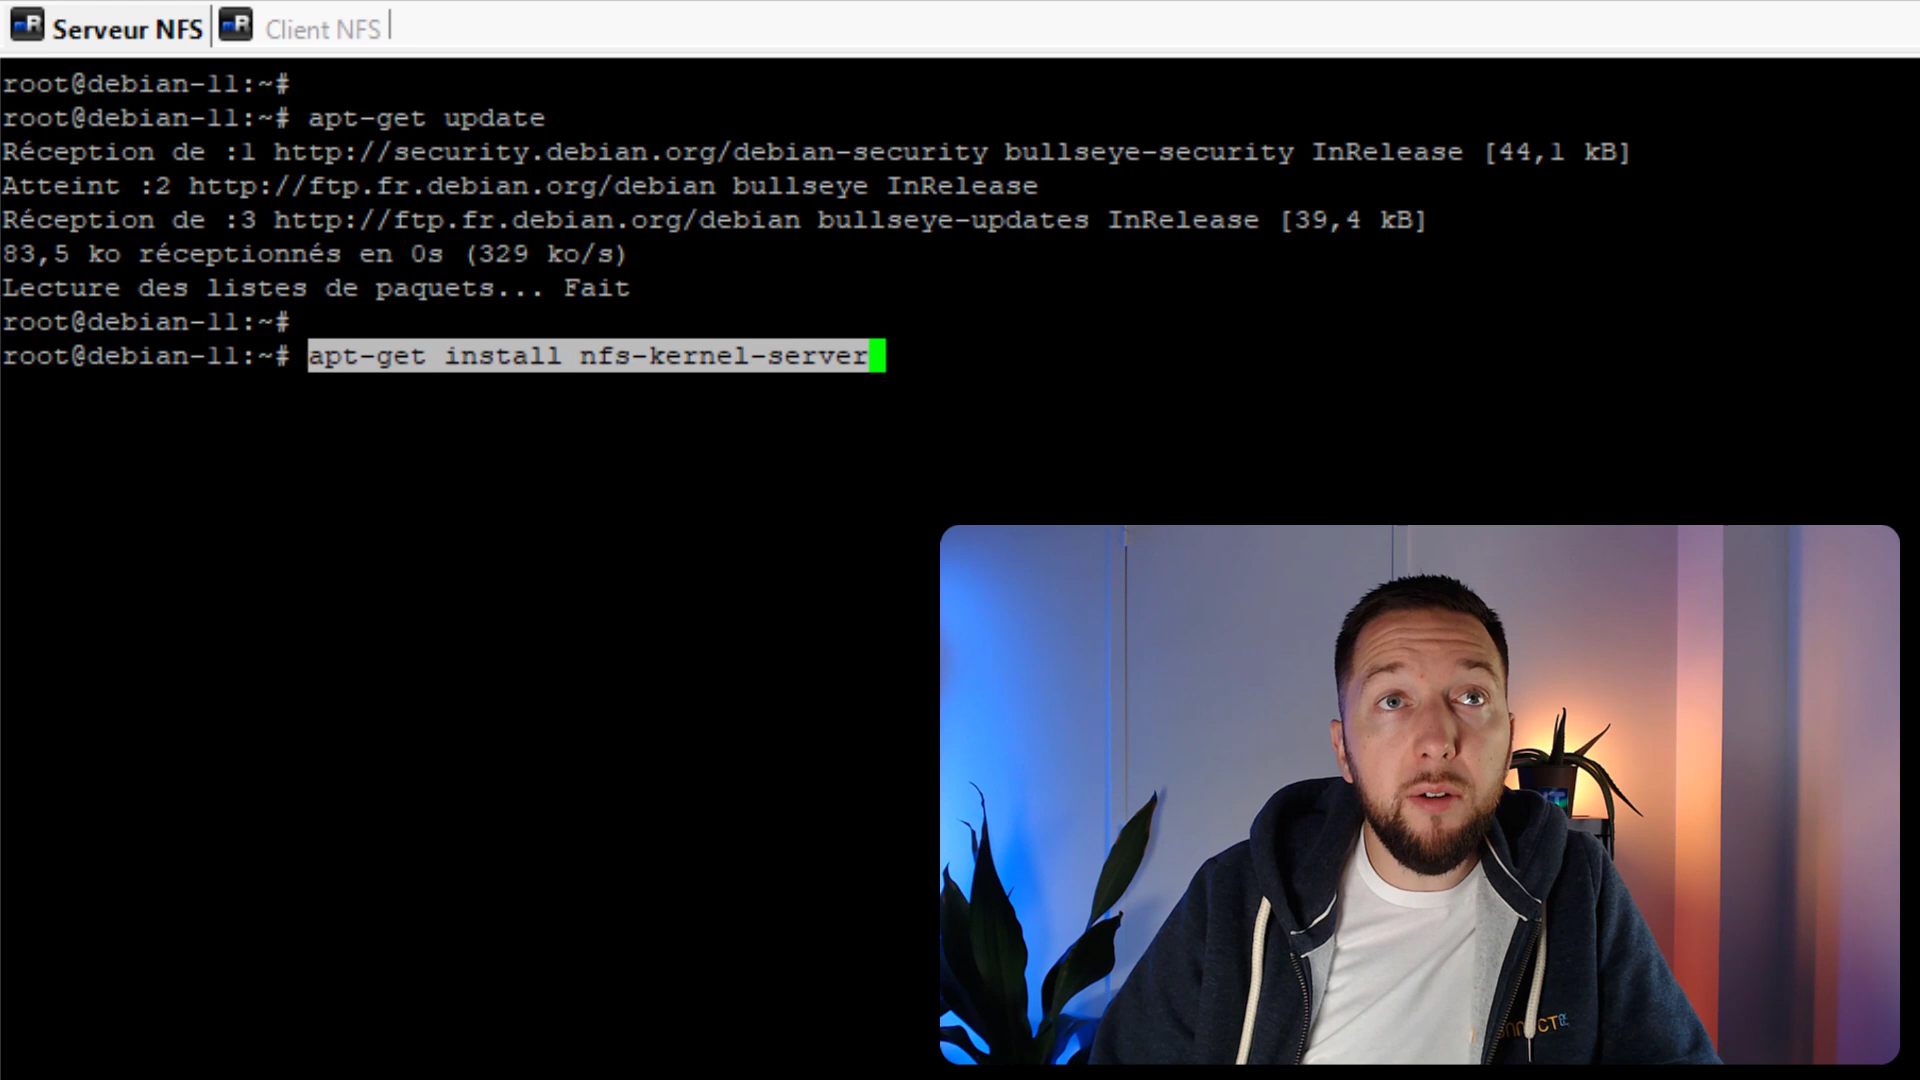 Serveur NFS
Client NFS
root@debian-11:~#
root@debian-11:~# apt-get update
Réception de :1 http://security.debian.org/debian-security bullseye-security InRelease [44,1 kB]
Atteint :2 http://ftp.fr.debian.org/debian bullseye InRelease
Réception de :3 http://ftp.fr.debian.org/debian bullseye-updates InRelease [39,4 kB]
83,5 ko réceptionnés en 0s (329 ko/s)
Lecture des listes de paquets... Fait
root@debian-11:~#
root@debian-11:~# apt-get install nfs-kernel-server